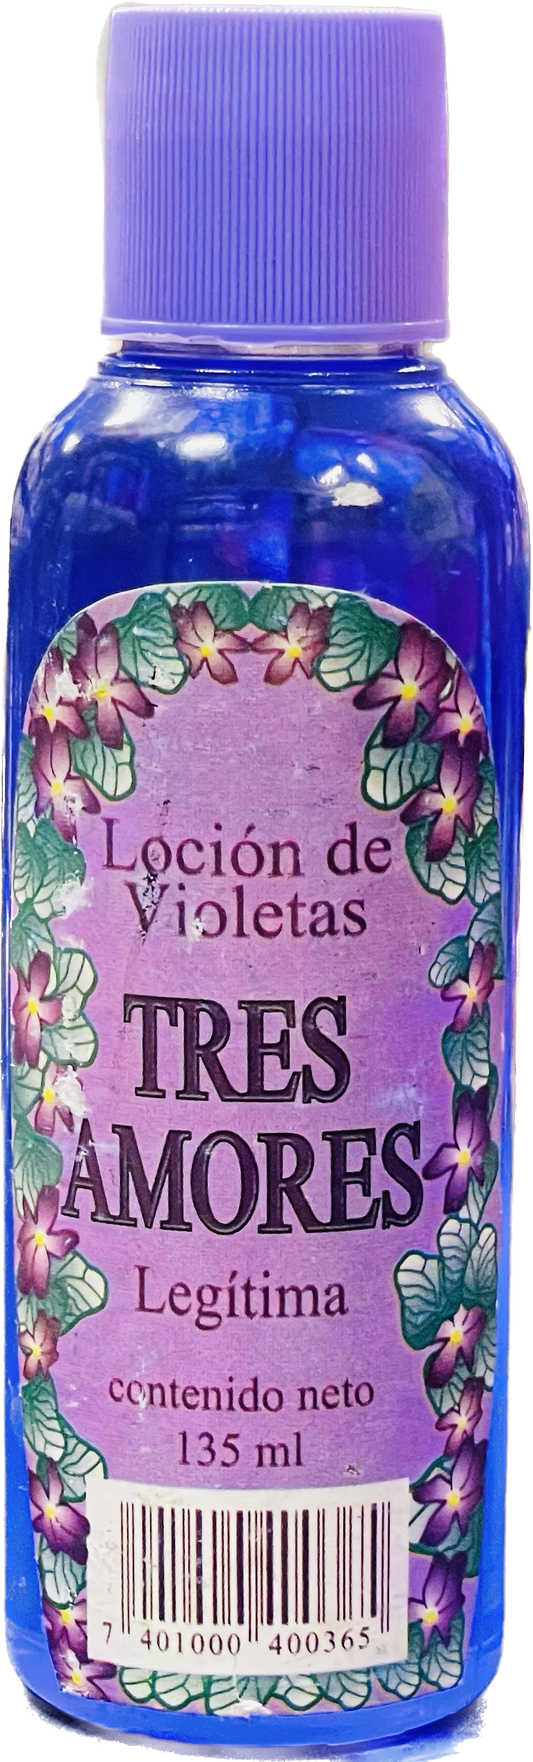 Loción de
Violetas
TRES
AMORES
Legítima
contenido neto
135 ml
7 401000 400365